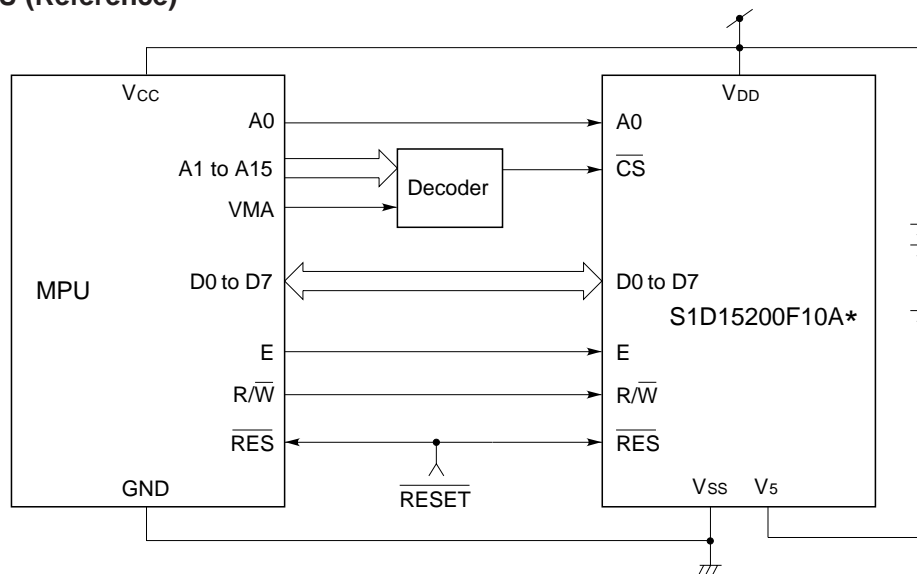 (Reference)
VCC
VDD
A0
A0
A1 to A15
CS
Decoder
VMA
MPU
D0 to D7
D0 to D7
S1D15200F10A*
E
E
R/W
R/W
RES
RES
RESET
GND
VSS
V5